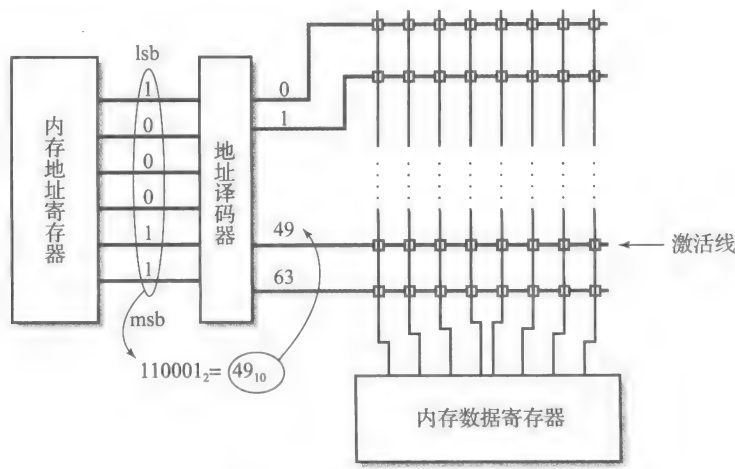 lsb
内存地址寄存器
1
0
0
0
1
1
msb
地址译码器
0
1
49
63
激活线
110001₂= 49₁₀
内存数据寄存器